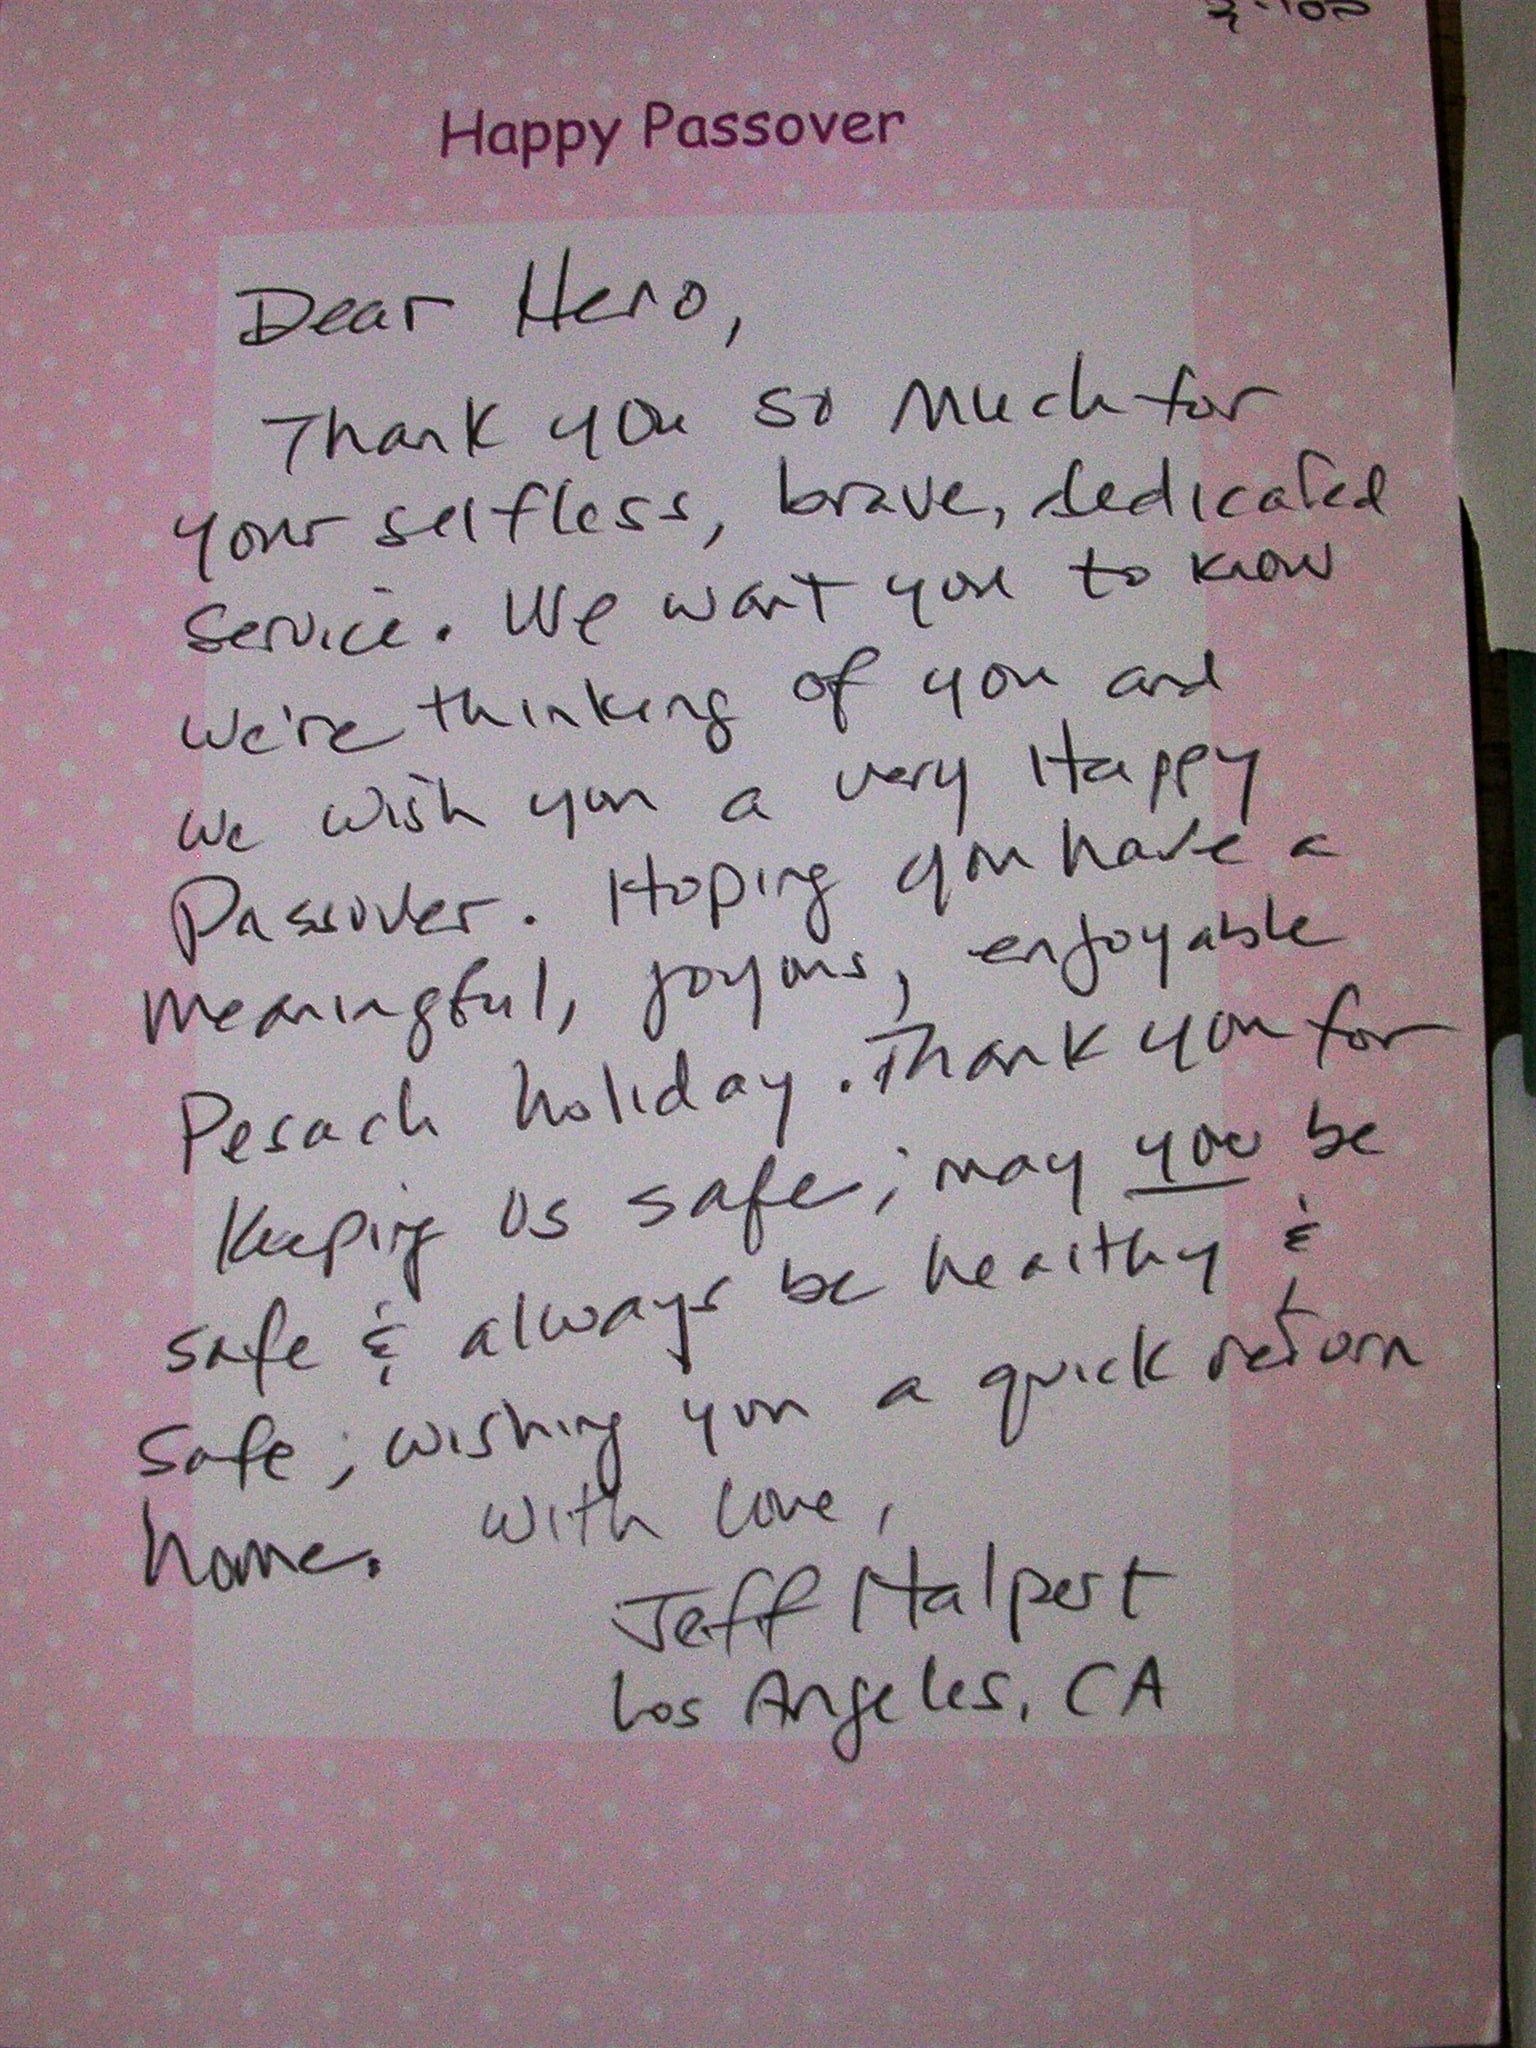 Happy Passover
Dear Hero,
Thank you so much for
your selfless, brave, dedicated
service. We want you to know
we're thinking of you and
we wish you a very Happy
Passover. Hoping you have a
meaningful, joyous, enjoyable
Pesach holiday. Thank you for
keeping us safe; may you be
safe & always be healthy &
safe; wishing you a quick return
home. With love,
Jeff Halpert
Los Angeles, CA